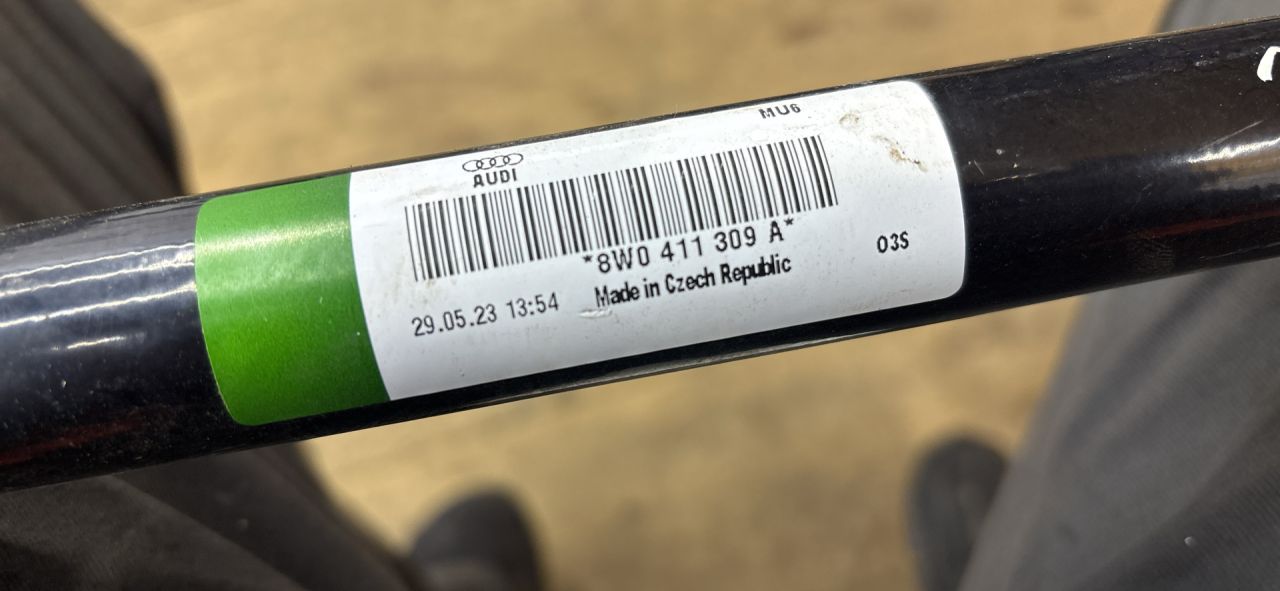 MU6
AUDI
*8W0 411 309 A*
03S
29.05.23 13:54
Made in Czech Republic